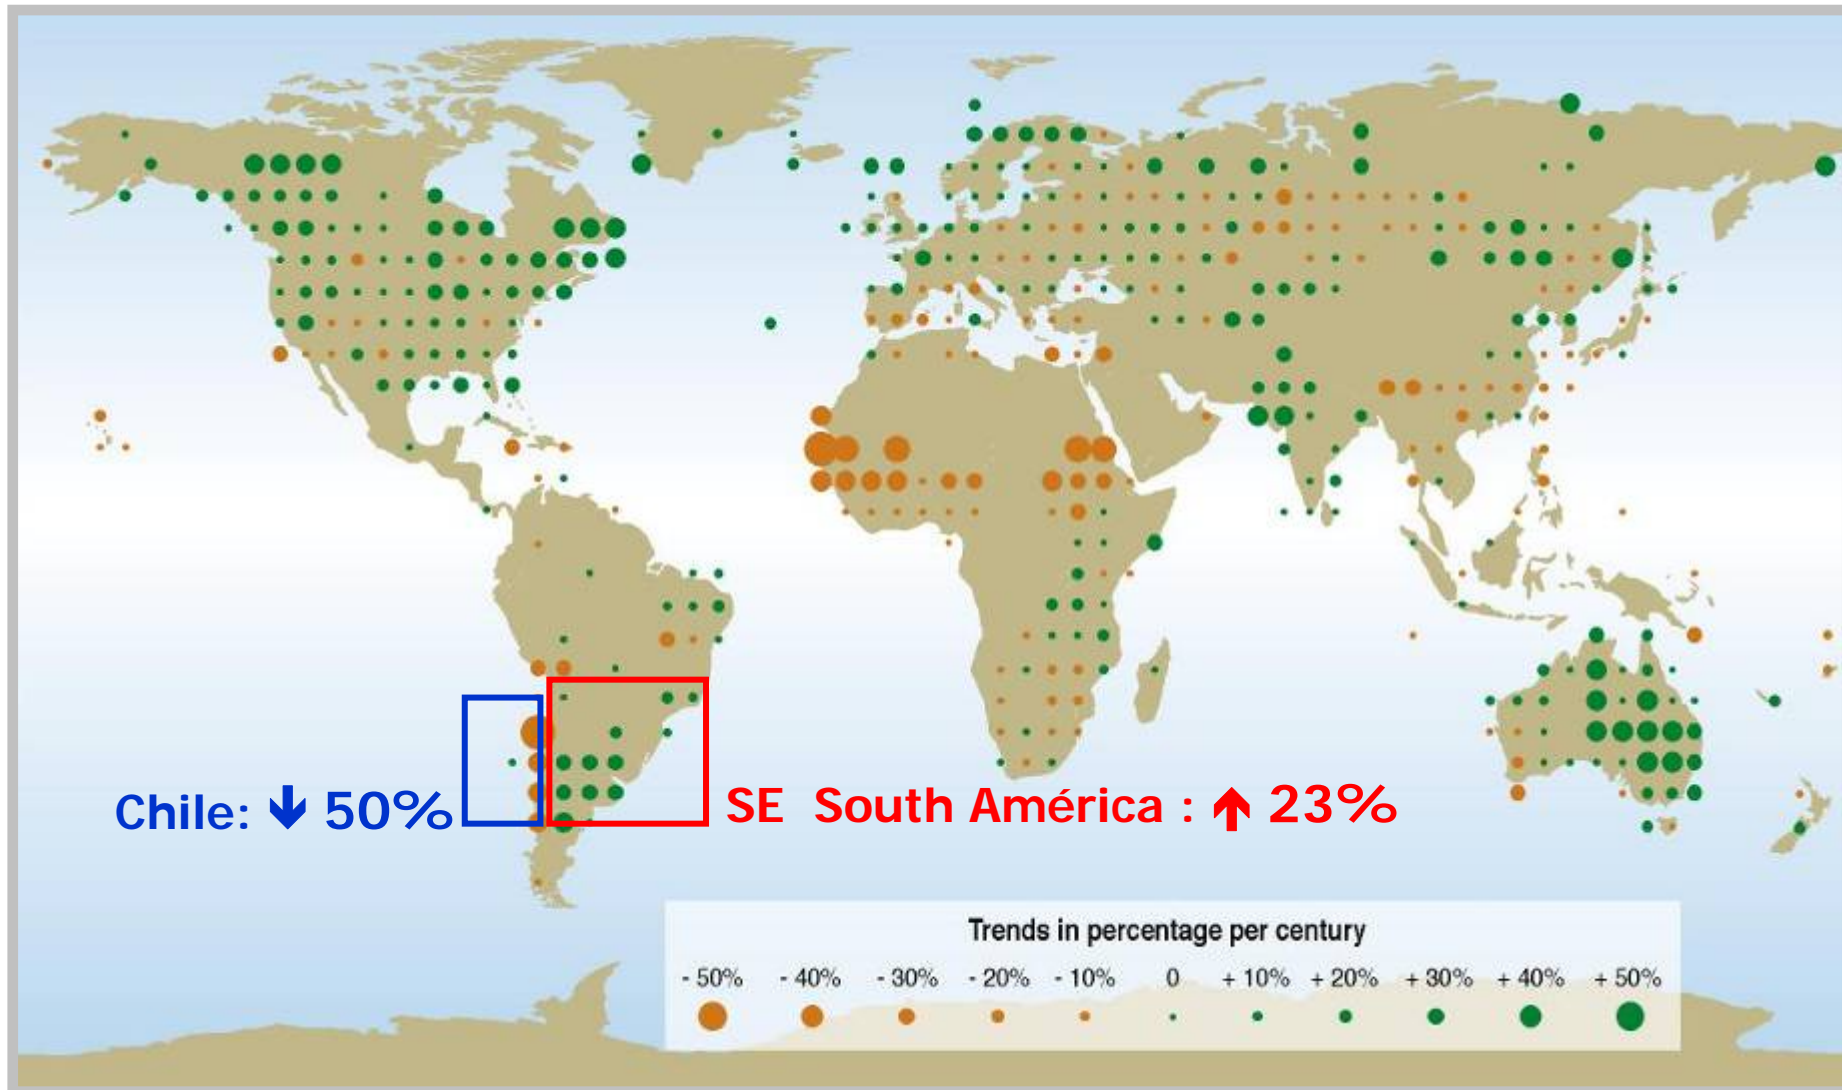 Chile: 🡻 50%
SE South América : 🡹 23%
Trends in percentage per century
- 50% - 40% - 30% - 20% - 10% 0 + 10% + 20% + 30% + 40% + 50%